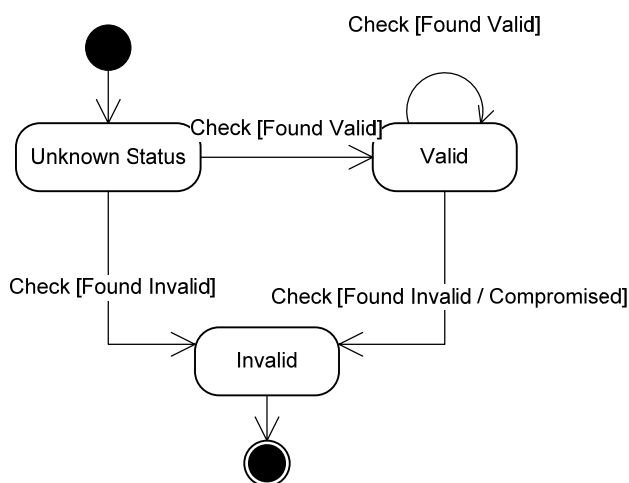 Check [Found Valid]
Check [Found Valid]
Unknown Status
Valid
Check [Found Invalid]
Check [Found Invalid / Compromised]
Invalid